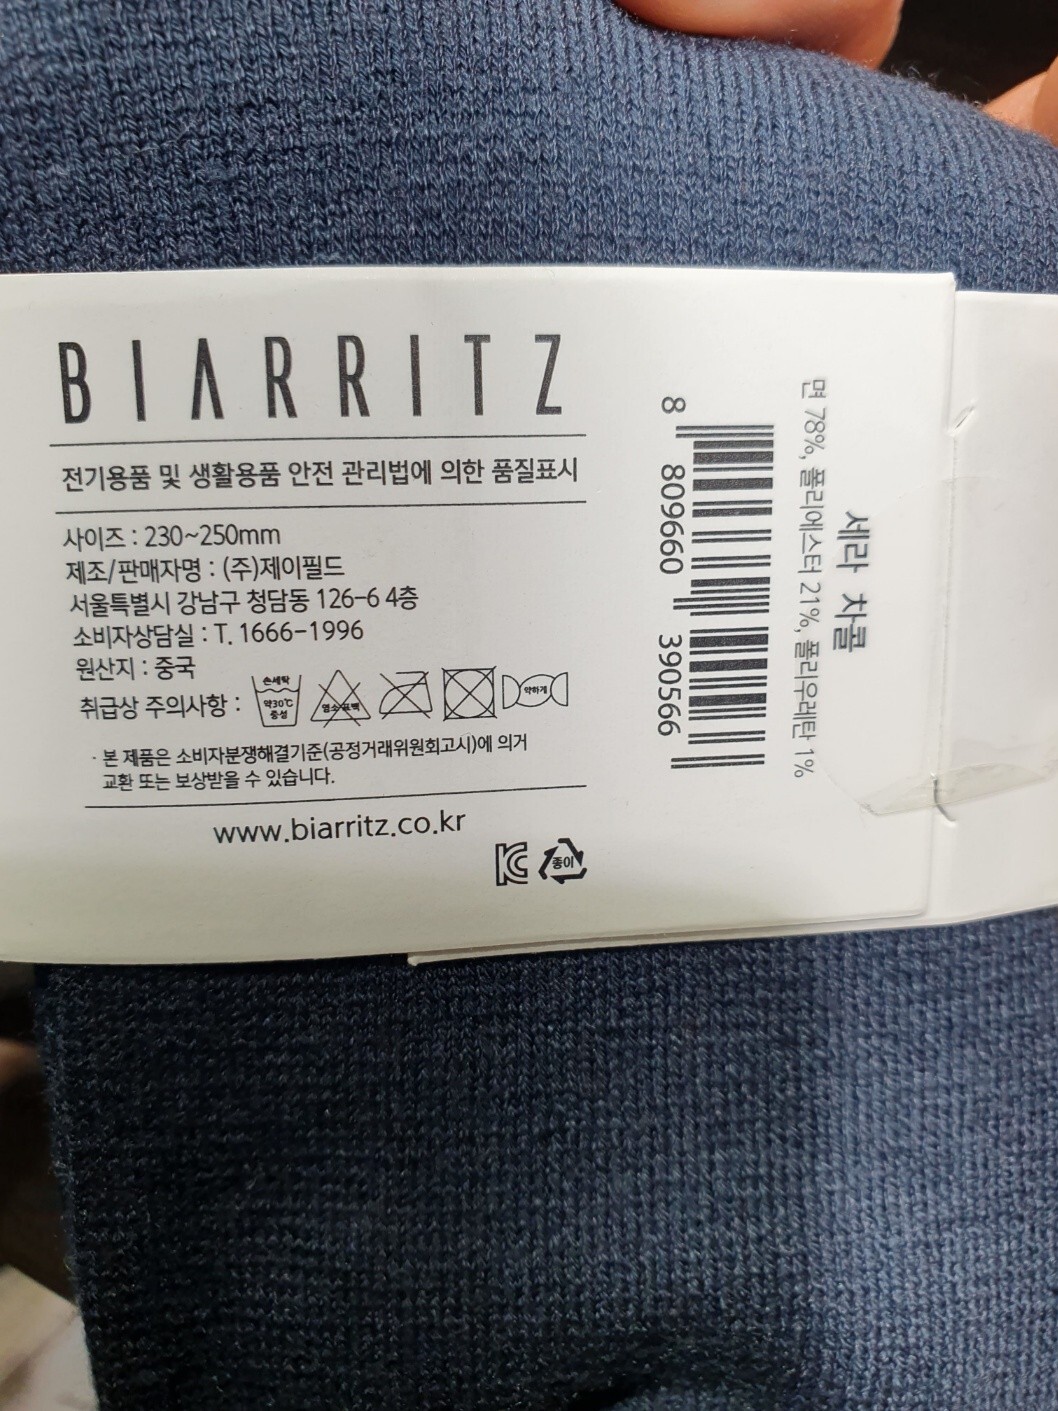 BIARRITZ
전기용품 및 생활용품 안전 관리법에 의한 품질표시
사이즈 : 230~250mm
제조/판매자명 : (주)제이필드
서울특별시 강남구 청담동 126-6 4층
소비자상담실 : T. 1666-1996
원산지 : 중국
취급상 주의사항 :
손세탁
약30℃
중성
염소표백
약하게
· 본 제품은 소비자분쟁해결기준(공정거래위원회고시)에 의거
교환 또는 보상받을 수 있습니다.
www.biarritz.co.kr
KC
종이
8 809660 390566
세라 차콜
면 78%, 폴리에스터 21%, 폴리우레탄 1%